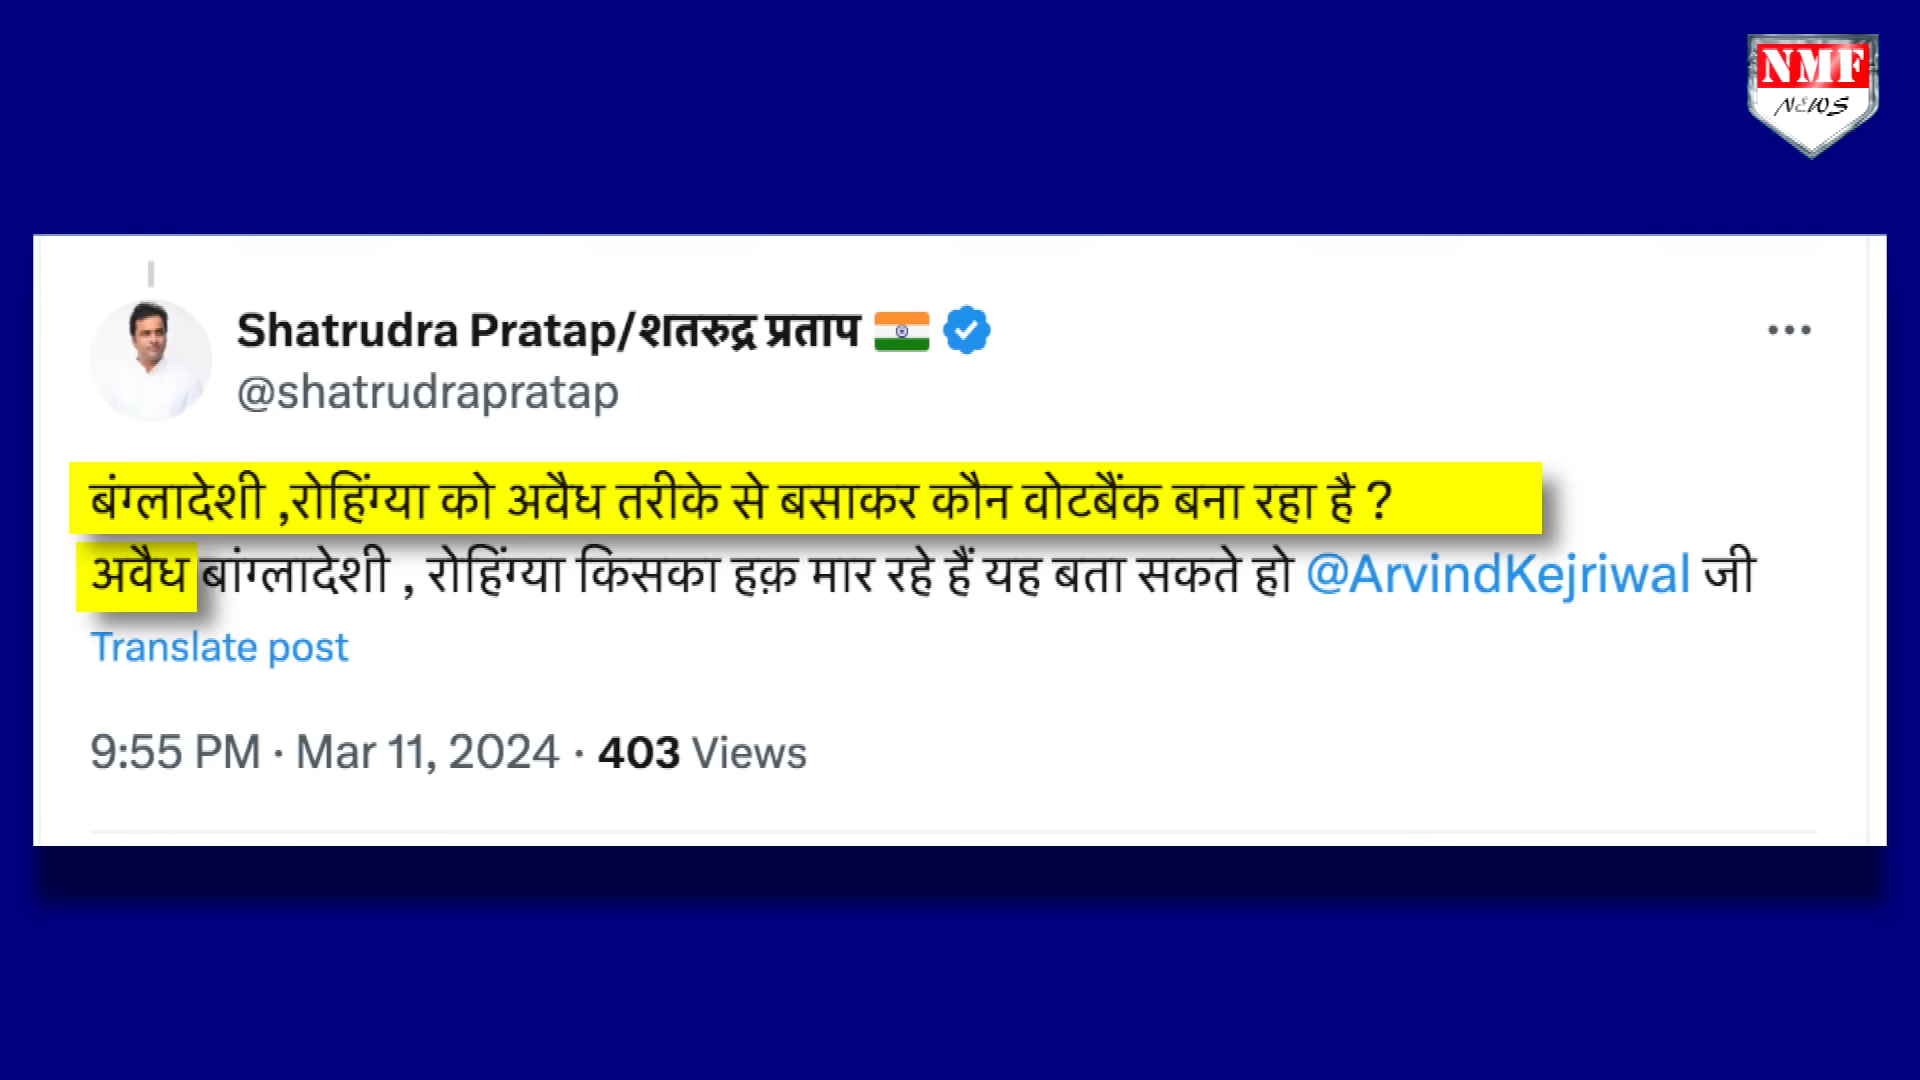 NMF
NEWS
Shatrudra Pratap/शतरुद्र प्रताप
@shatrudrapratap
बंग्लादेशी ,रोहिंग्या को अवैध तरीके से बसाकर कौन वोटबैंक बना रहा है ?
अवैध बांग्लादेशी , रोहिंग्या किसका हक़ मार रहे हैं यह बता सकते हो @ArvindKejriwal जी
Translate post
9:55 PM · Mar 11, 2024 · 403 Views